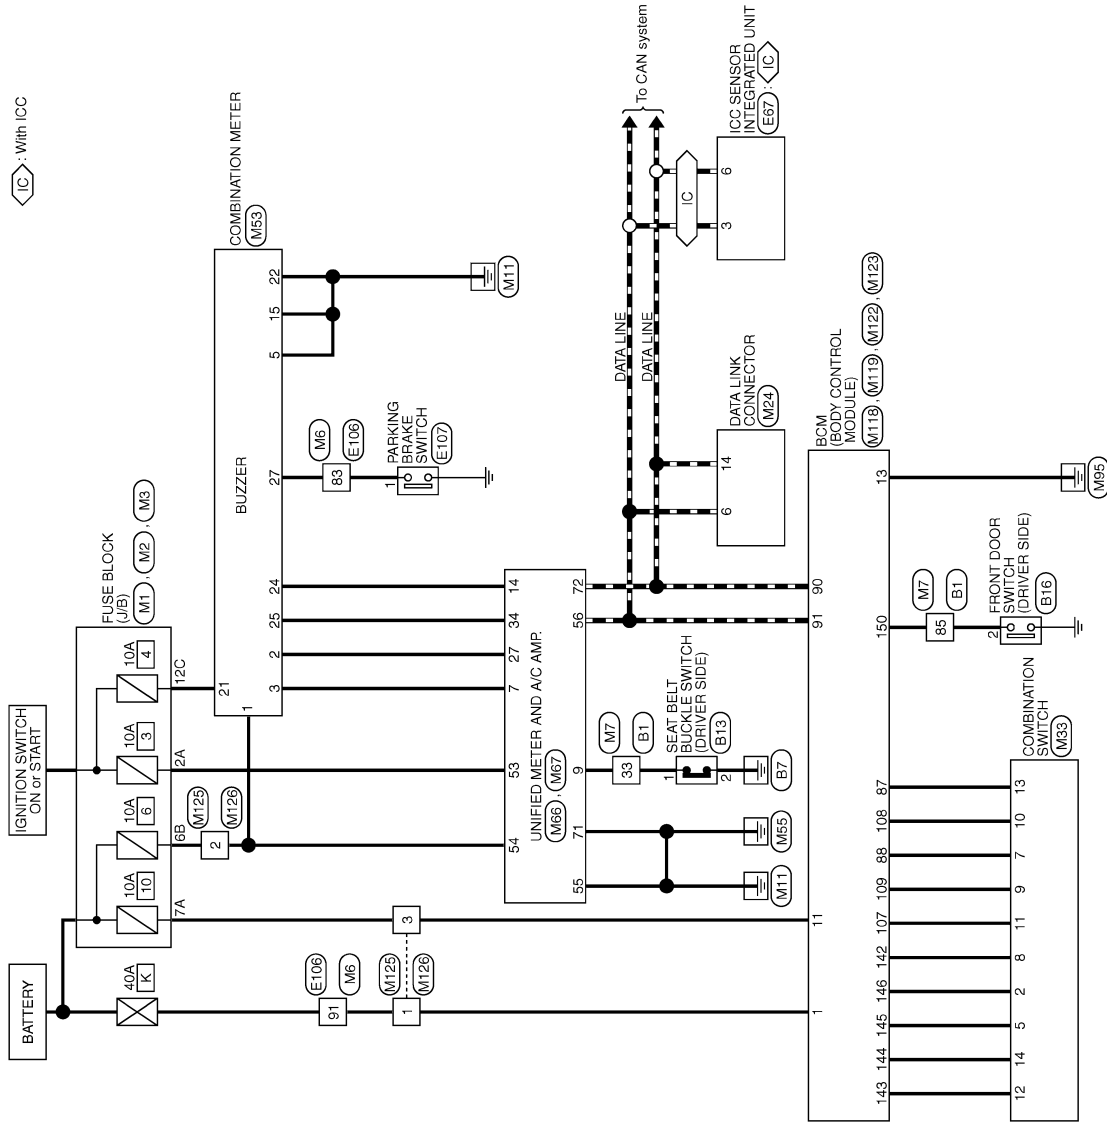 IC : With ICC
BATTERY
IGNITION SWITCH
ON or START
FUSE BLOCK
(J/B)
M1 , M2 , M3
40A
K
10A
10
10A
6
10A
3
10A
4
7A
6B
2A
12C
E106
M6
91
M125
M126
1
3
M125
M126
2
COMBINATION METER
M53
BUZZER
21
1
3
2
25
24
27
5
15
22
M6
E106
83
PARKING
BRAKE
SWITCH
E107
1
M11
UNIFIED METER AND A/C AMP.
M66 , M67
54
53
7
27
34
14
55
71
9
56
72
M11
M55
M7
B1
33
SEAT BELT
BUCKLE SWITCH
(DRIVER SIDE)
B13
1
2
B7
DATA LINE
DATA LINE
To CAN system
DATA LINK
CONNECTOR
M24
6
14
IC
ICC SENSOR
INTEGRATED UNIT
E67 : IC
3
6
BCM
(BODY CONTROL
MODULE)
M118 , M119 , M122 , M123
1
11
91
90
143
144
145
146
142
107
109
88
108
87
150
13
M7
B1
85
FRONT DOOR
SWITCH
(DRIVER SIDE)
B16
2
M95
COMBINATION
SWITCH
M33
12
14
5
2
8
11
9
7
10
13